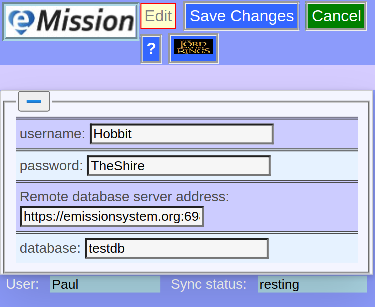 eMission Edit Save Changes Cancel
? THE LORD OF THE RINGS
username: Hobbit
password: TheShire
Remote database server address:
https://emissionsystem.org:69
database: testdb
User: Paul Sync status: resting